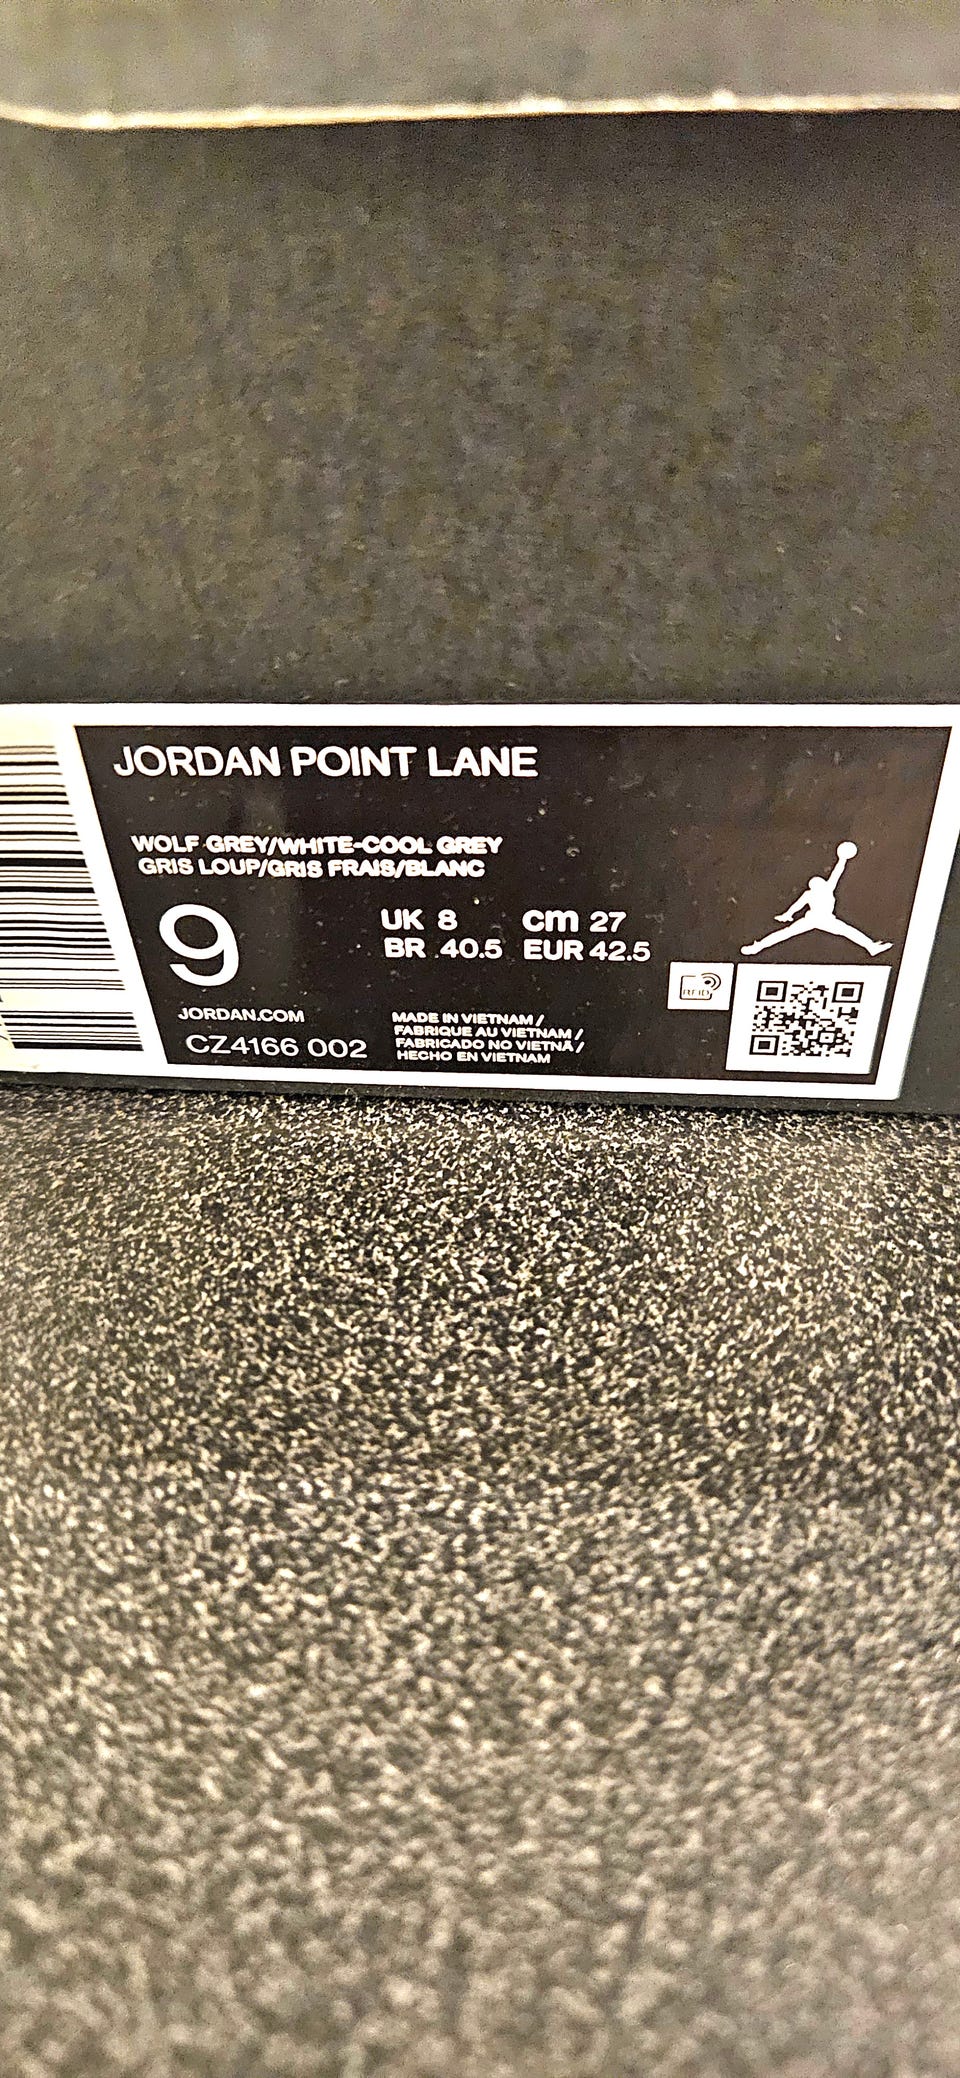 JORDAN POINT LANE
WOLF GREY/WHITE-COOL GREY
GRIS LOUP/GRIS FRAIS/BLANC
9
UK 8 cm 27
BR 40.5 EUR 42.5
RFID
JORDAN.COM
CZ4166 002
MADE IN VIETNAM /
FABRIQUE AU VIETNAM /
FABRICADO NO VIETNÃ /
HECHO EN VIETNAM